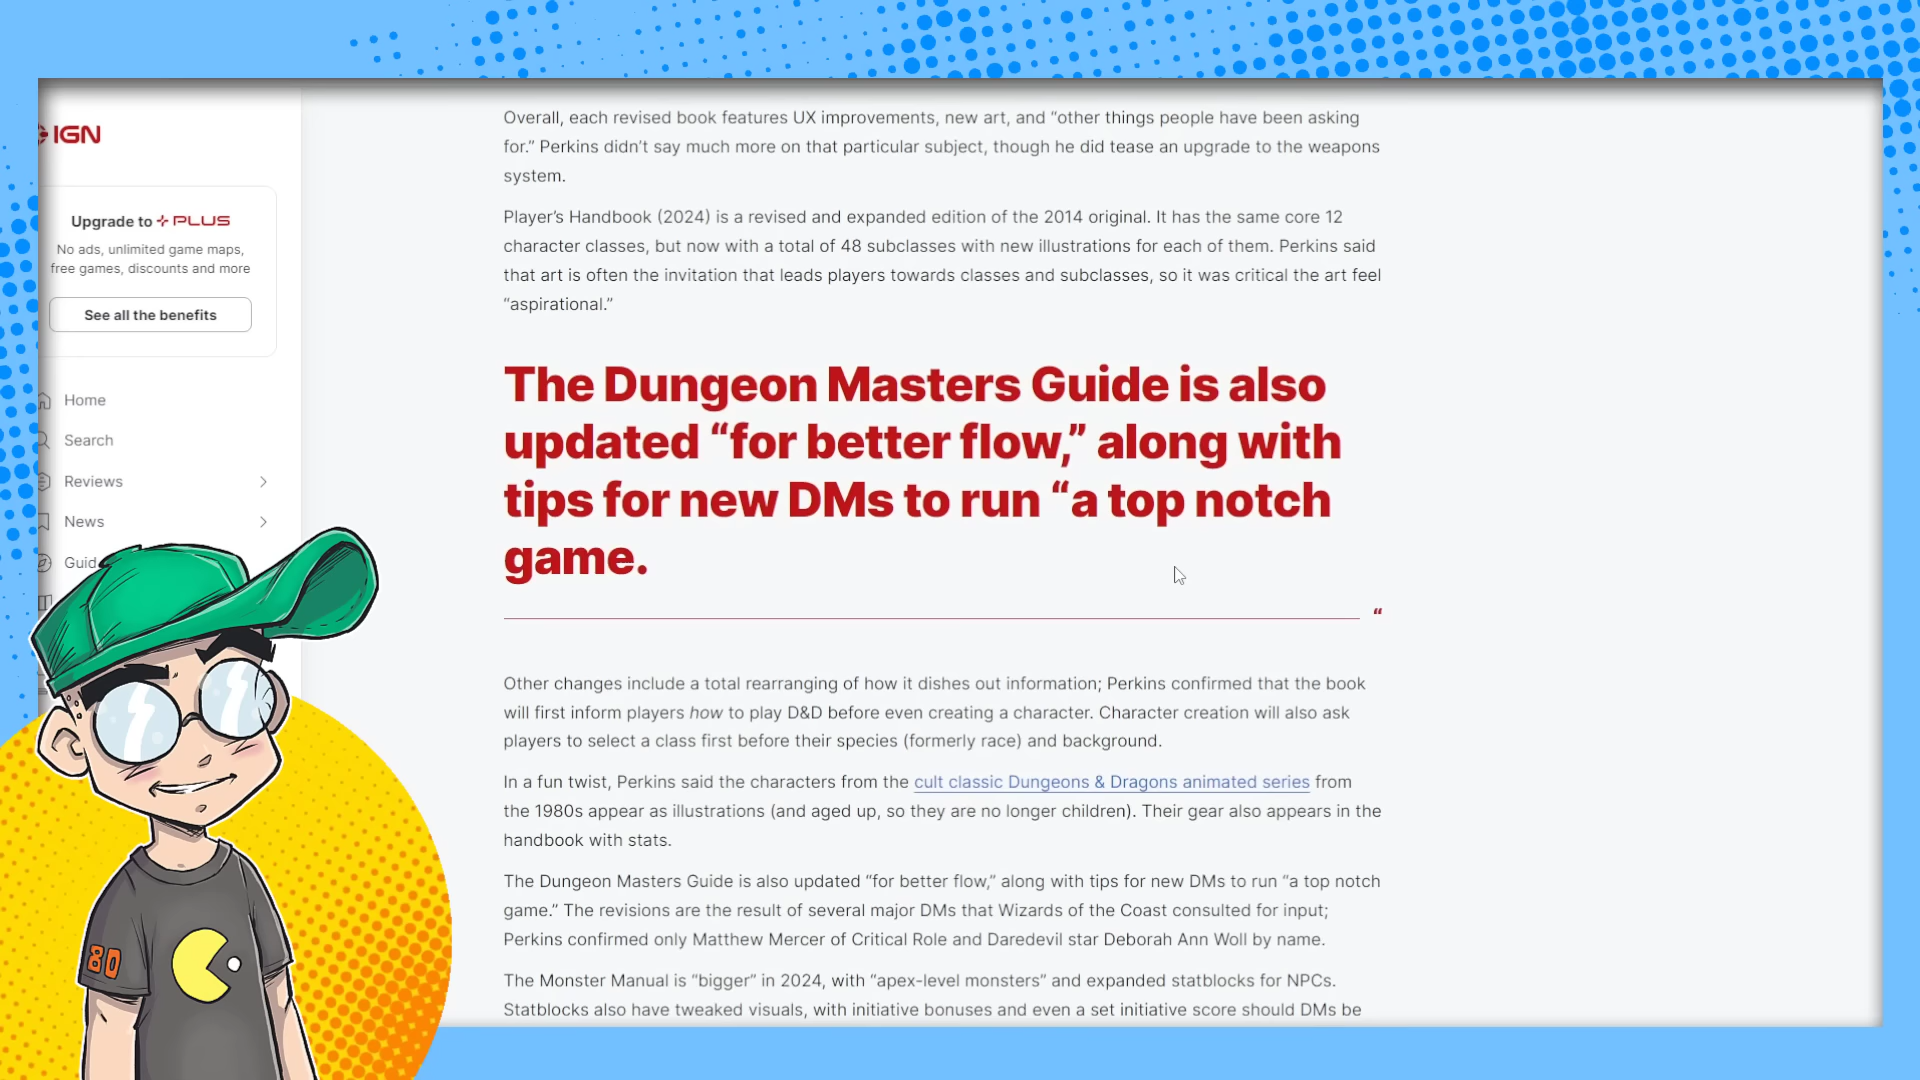 IGN
Upgrade to PLUS
No ads, unlimited game maps,
free games, discounts and more
See all the benefits
Home
Search
Reviews
News
Guid
80
Overall, each revised book features UX improvements, new art, and “other things people have been asking
for.” Perkins didn’t say much more on that particular subject, though he did tease an upgrade to the weapons
system.
Player’s Handbook (2024) is a revised and expanded edition of the 2014 original. It has the same core 12
character classes, but now with a total of 48 subclasses with new illustrations for each of them. Perkins said
that art is often the invitation that leads players towards classes and subclasses, so it was critical the art feel
“aspirational.”
The Dungeon Masters Guide is also
updated “for better flow,” along with
tips for new DMs to run “a top notch
game.
“
Other changes include a total rearranging of how it dishes out information; Perkins confirmed that the book
will first inform players how to play D&D before even creating a character. Character creation will also ask
players to select a class first before their species (formerly race) and background.
In a fun twist, Perkins said the characters from the cult classic Dungeons & Dragons animated series from
the 1980s appear as illustrations (and aged up, so they are no longer children). Their gear also appears in the
handbook with stats.
The Dungeon Masters Guide is also updated “for better flow,” along with tips for new DMs to run “a top notch
game.” The revisions are the result of several major DMs that Wizards of the Coast consulted for input;
Perkins confirmed only Matthew Mercer of Critical Role and Daredevil star Deborah Ann Woll by name.
The Monster Manual is “bigger” in 2024, with “apex-level monsters” and expanded statblocks for NPCs.
Statblocks also have tweaked visuals, with initiative bonuses and even a set initiative score should DMs be